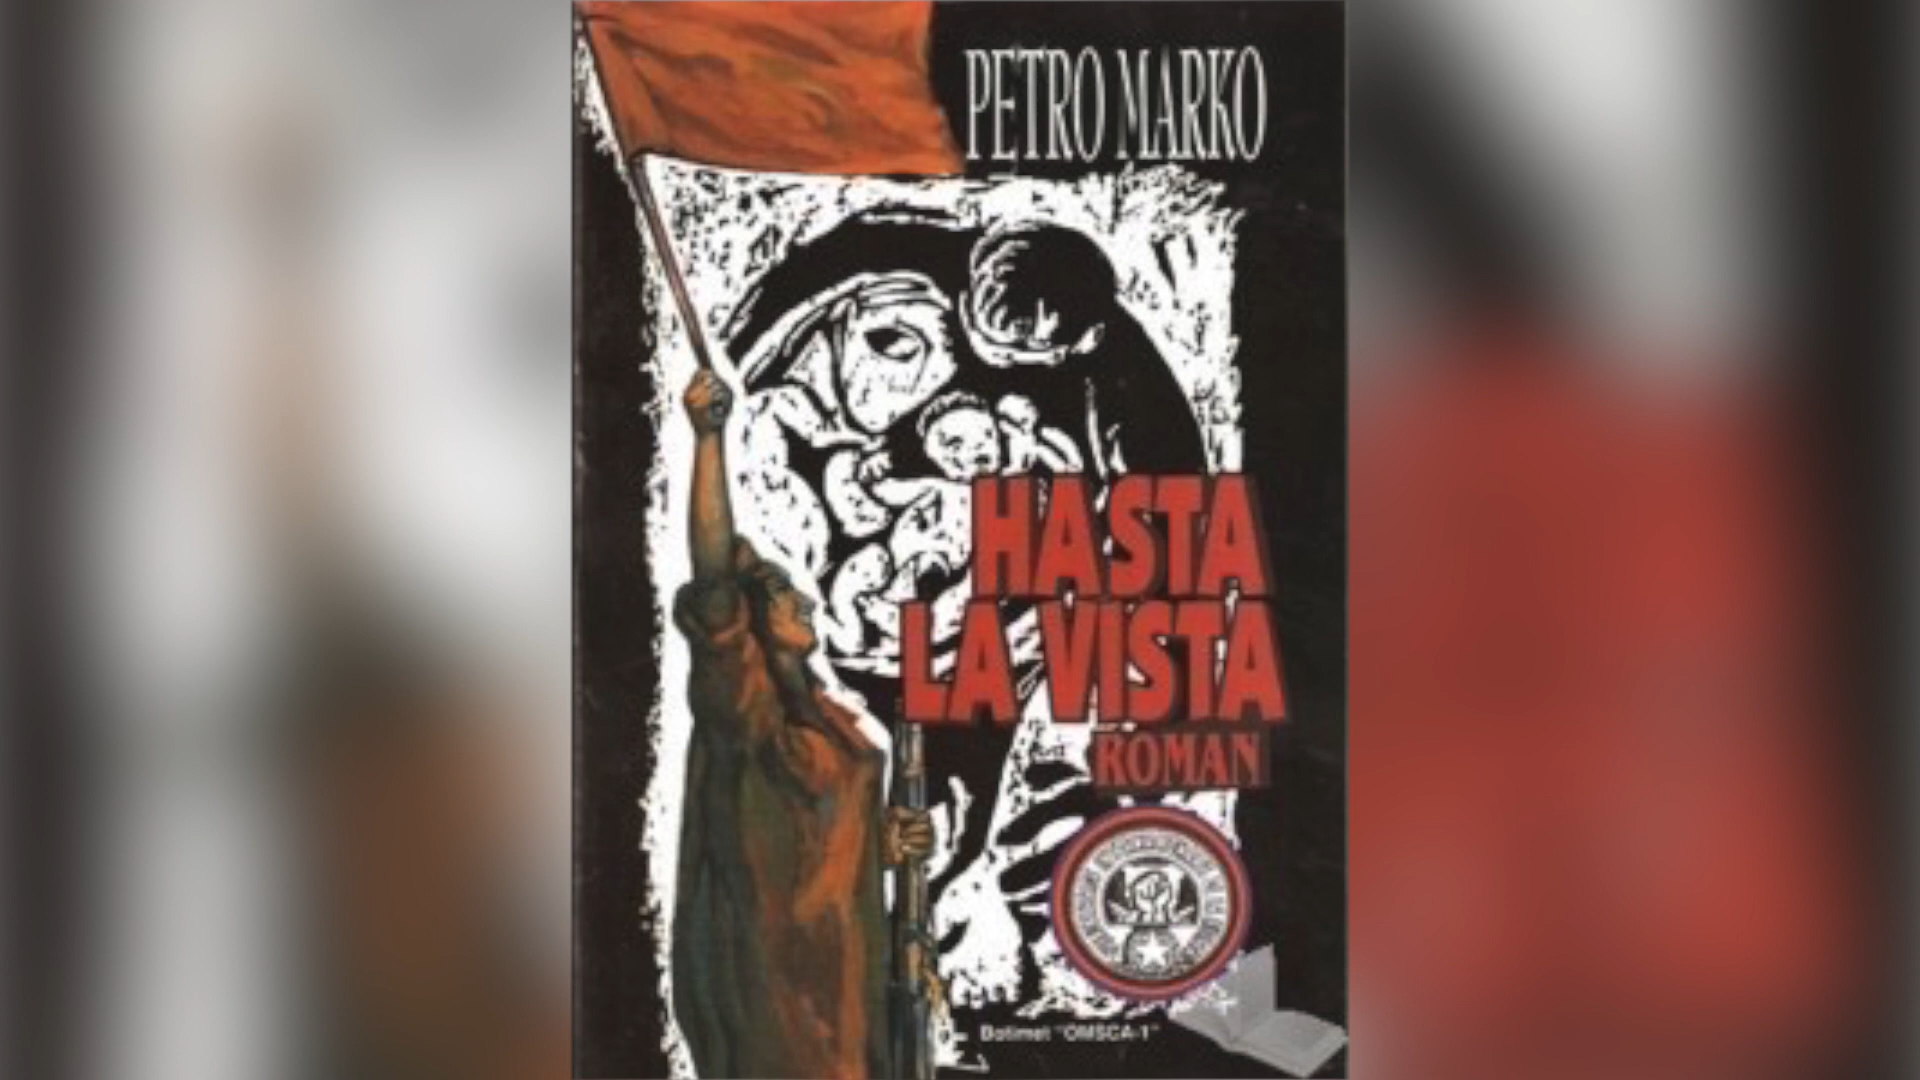 PETRO MARKO
HASTA
LA VISTA
ROMAN
Botimet "OMSCA-1"